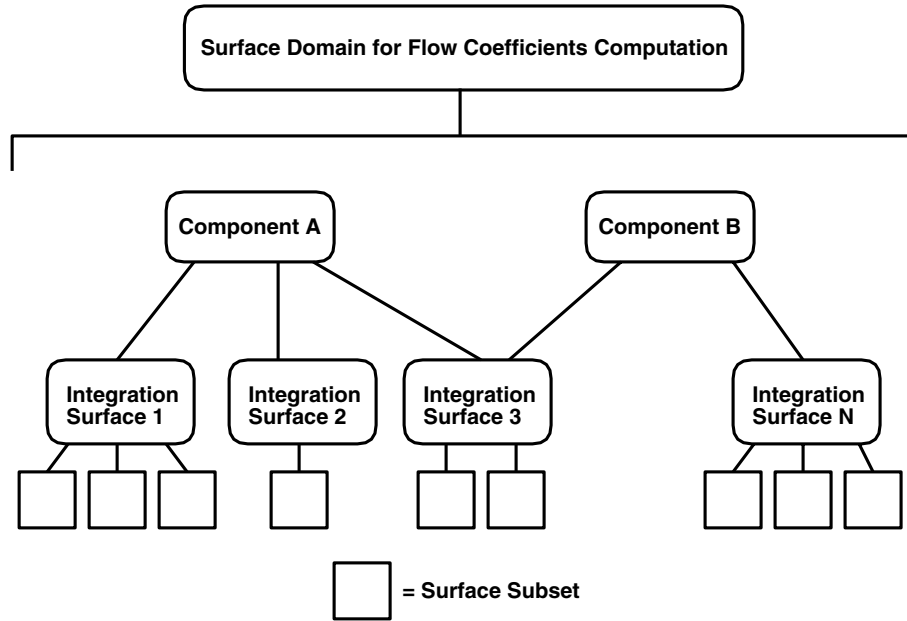 Surface Domain for Flow Coefficients Computation
Component A
Component B
Integration
Surface 1
Integration
Surface 2
Integration
Surface 3
Integration
Surface N
= Surface Subset